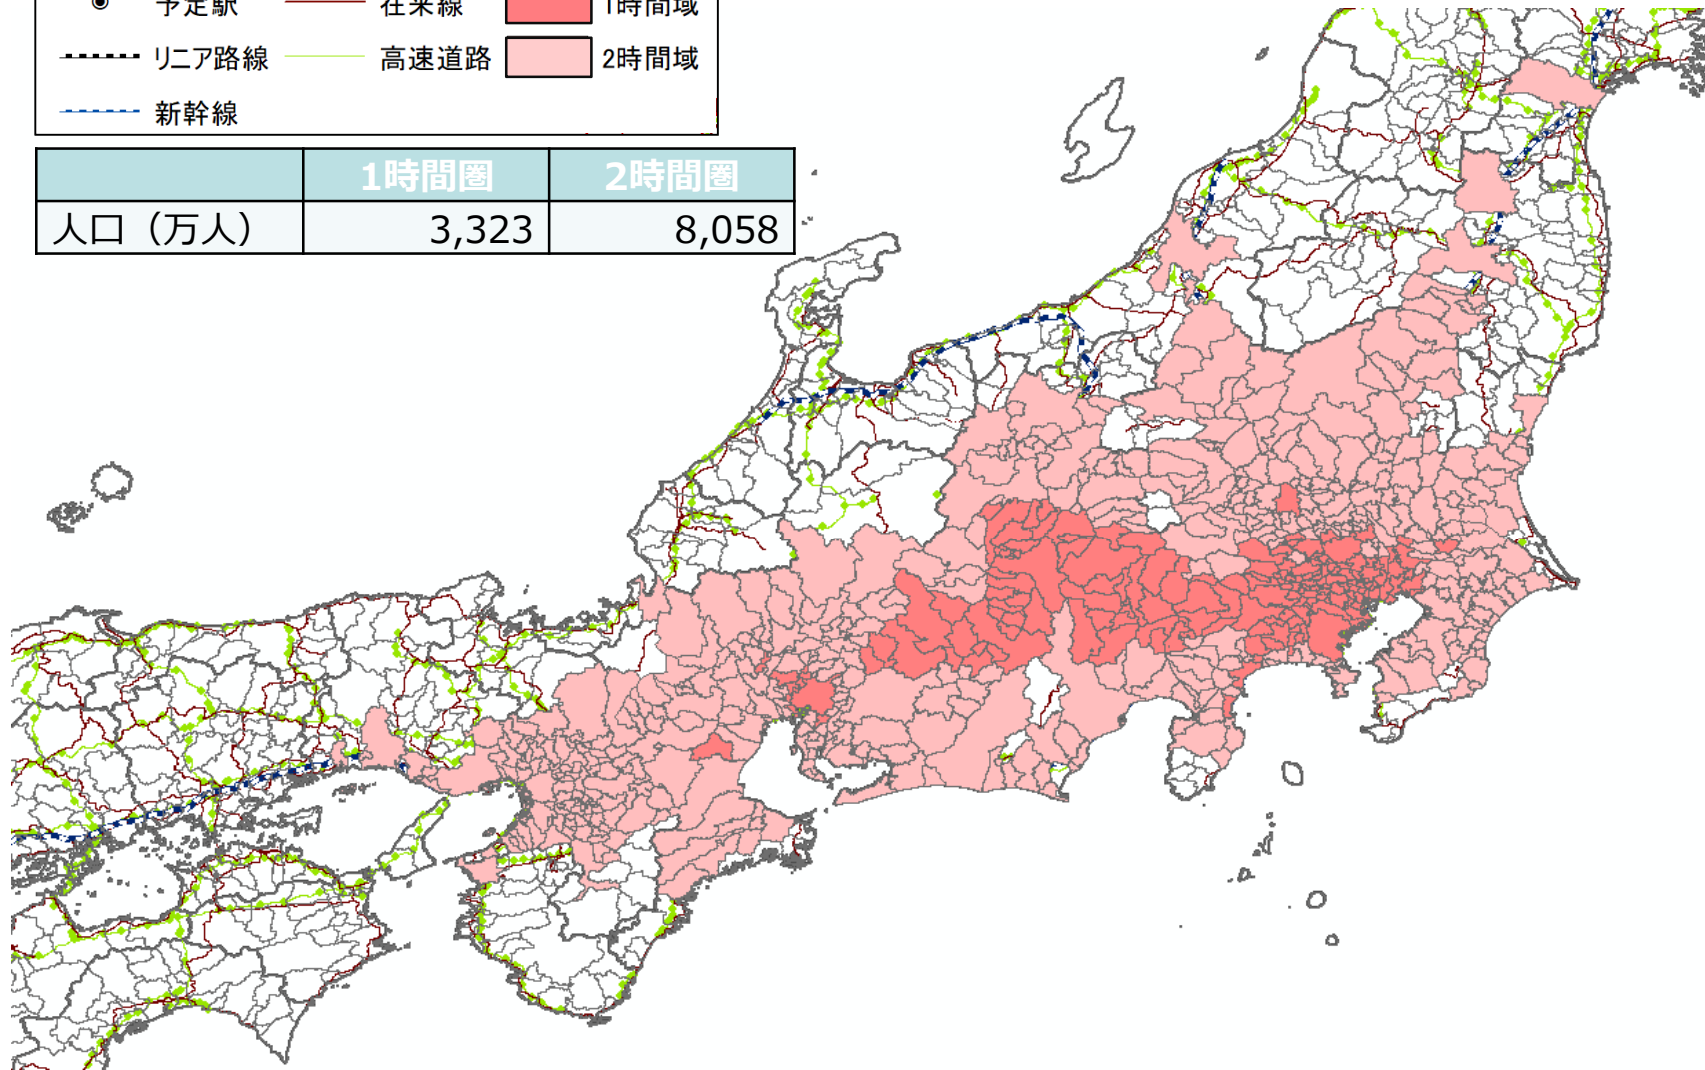 予定駅 在来線 1時間域
リニア路線 高速道路 2時間域
新幹線
1時間圏 2時間圏
人口（万人） 3,323 8,058